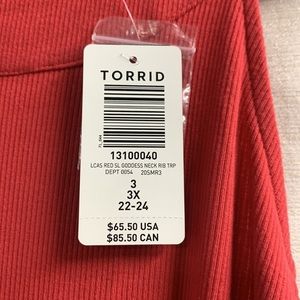 TORRID
13100040
LCAS RED SL GODDESS NECK RIB TRP
DEPT 0054 20SMR3
3
3X
22-24
$65.50 USA
$85.50 CAN